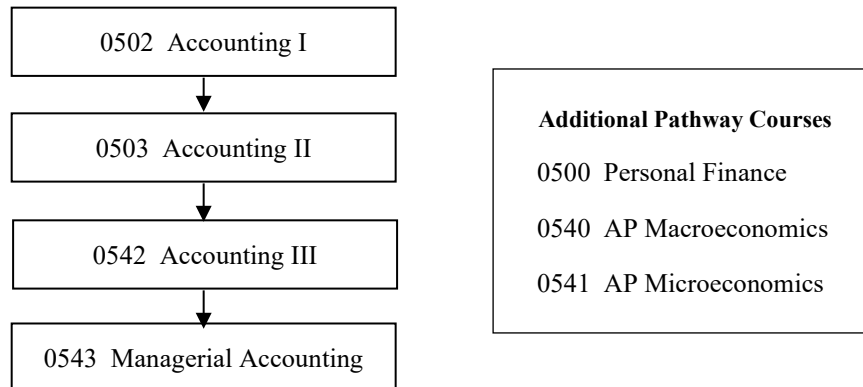 0502 Accounting I
0503 Accounting II
0542 Accounting III
0543 Managerial Accounting
Additional Pathway Courses
0500 Personal Finance
0540 AP Macroeconomics
0541 AP Microeconomics